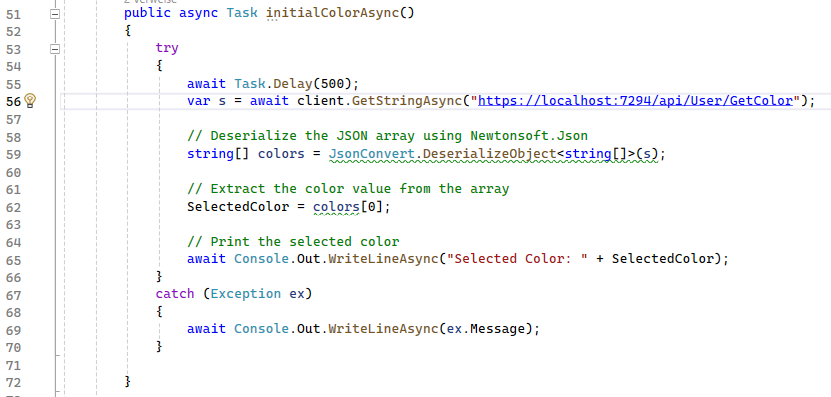 2 Verweise
51 public async Task initialColorAsync()
52 {
53 try
54 {
55 await Task.Delay(500);
56 var s = await client.GetStringAsync("https://localhost:7294/api/User/GetColor");
57
58 // Deserialize the JSON array using Newtonsoft.Json
59 string[] colors = JsonConvert.DeserializeObject<string[]>(s);
60
61 // Extract the color value from the array
62 SelectedColor = colors[0];
63
64 // Print the selected color
65 await Console.Out.WriteLineAsync("Selected Color: " + SelectedColor);
66 }
67 catch (Exception ex)
68 {
69 await Console.Out.WriteLineAsync(ex.Message);
70 }
71
72 }